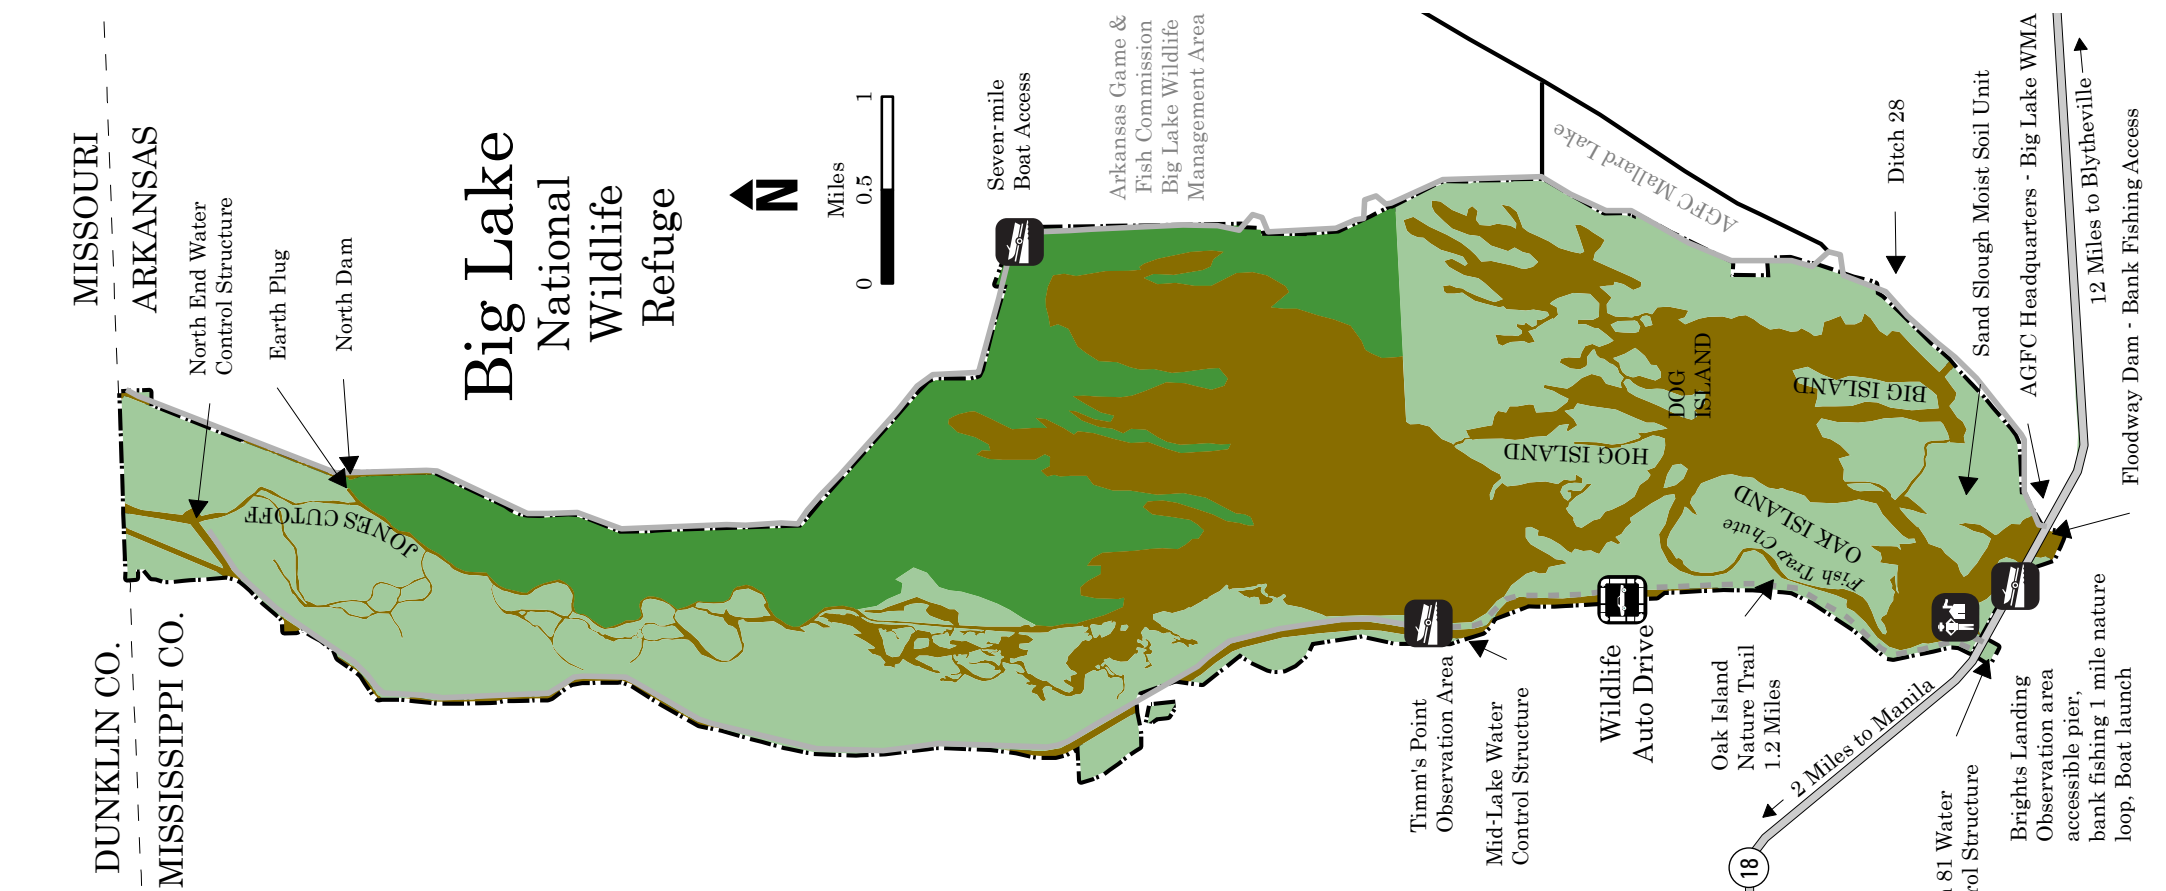 MISSOURI
ARKANSAS
DUNKLIN CO.
MISSISSIPPI CO.
North End Water
Control Structure
Earth Plug
North Dam
JONES CUTOFF
Big Lake
National
Wildlife
Refuge
N
Miles
0
0.5
1
Seven-mile
Boat Access
Arkansas Game &
Fish Commission
Big Lake Wildlife
Management Area
AGFC Mallard Lake
Ditch 28
Sand Slough Moist Soil Unit
AGFC Headquarters - Big Lake WMA
12 Miles to Blytheville
Floodway Dam - Bank Fishing Access
DOG
ISLAND
BIG ISLAND
HOG ISLAND
OAK ISLAND
Fish Trap Chute
Timm's Point
Observation Area
Mid-Lake Water
Control Structure
Wildlife
Auto Drive
Oak Island
Nature Trail
1.2 Miles
2 Miles to Manila
18
81 Water
Structure
Brights Landing
Observation area
accessible pier,
bank fishing 1 mile nature
loop, Boat launch